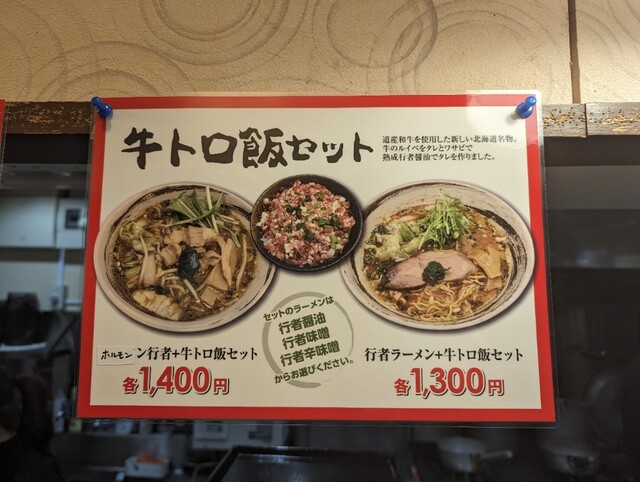 牛トロ飯セット
道産和牛を使用した新しい北海道名物。
牛のルイベをタレとワサビで
熟成行者醤油でタレを作りました。
セットのラーメンは
行者醤油
行者味噌
行者辛味噌
からお選びください。
ホルモン ン行者+牛トロ飯セット
各1,400円
行者ラーメン+牛トロ飯セット
各1,300円